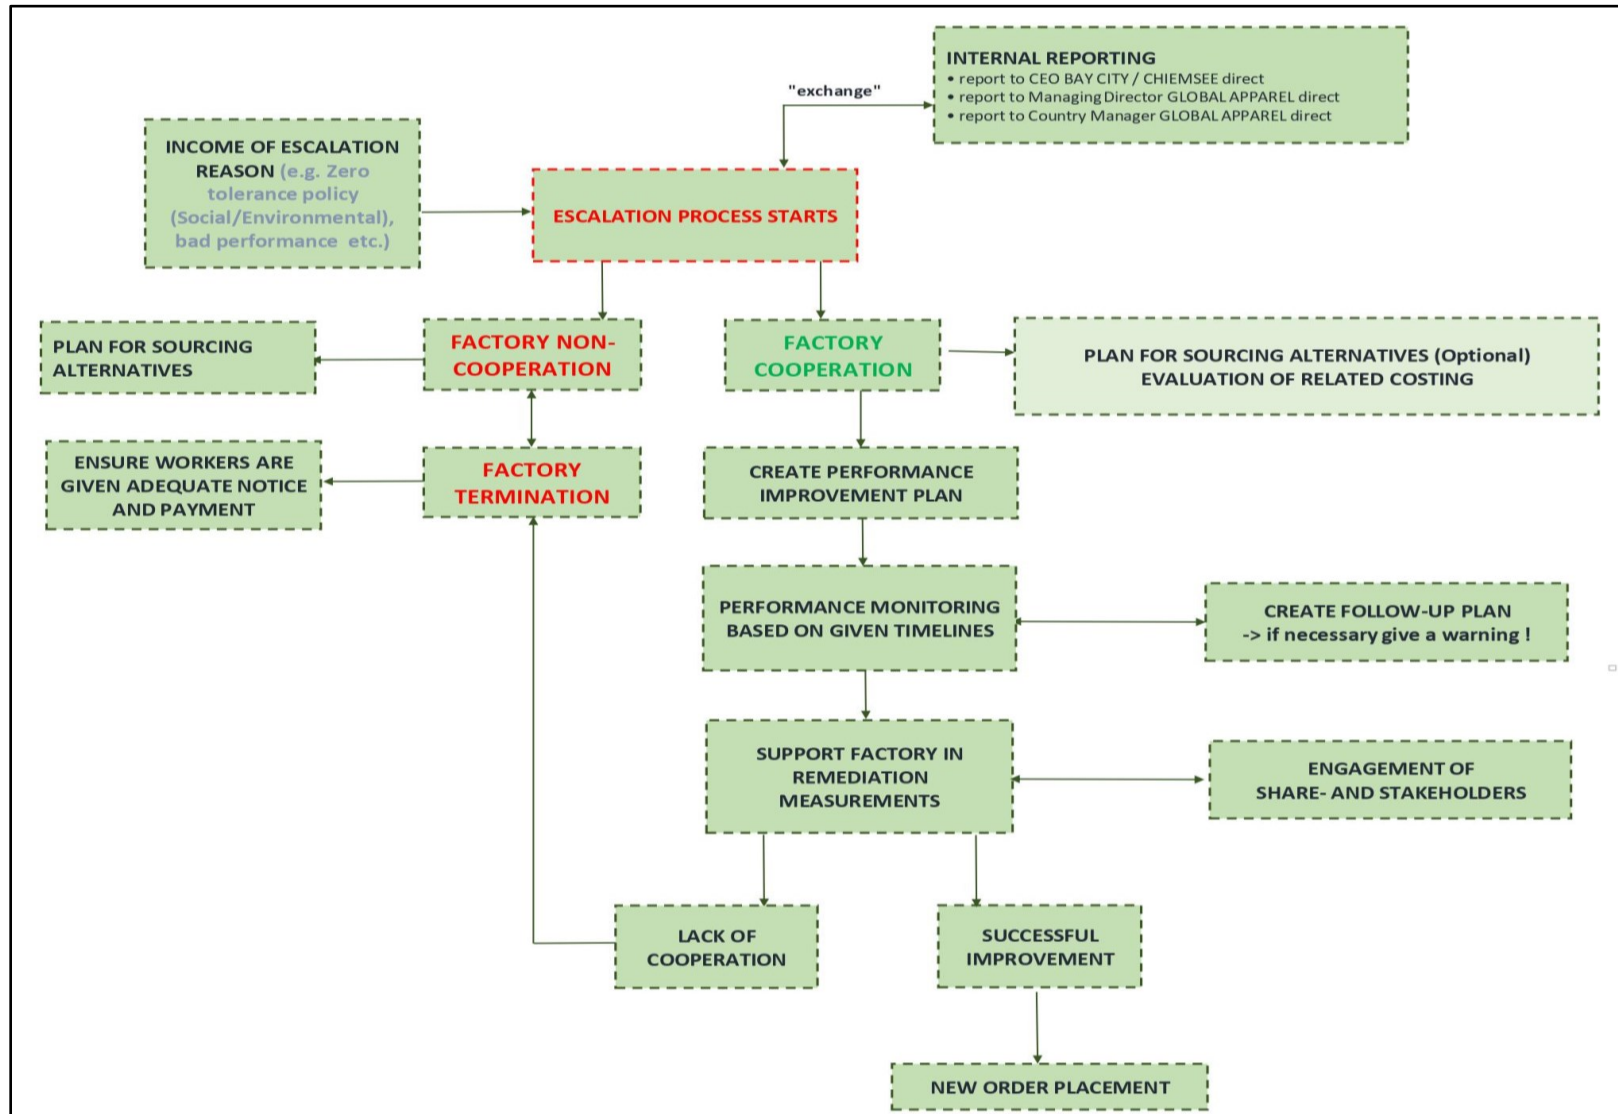 INTERNAL REPORTING
• report to CEO BAY CITY / CHIEMSEE direct
• report to Managing Director GLOBAL APPAREL direct
• report to Country Manager GLOBAL APPAREL direct
"exchange"
INCOME OF ESCALATION
REASON (e.g. Zero
tolerance policy
(Social/Environmental),
bad performance etc.)
ESCALATION PROCESS STARTS
PLAN FOR SOURCING
ALTERNATIVES
FACTORY NON-
COOPERATION
FACTORY
COOPERATION
PLAN FOR SOURCING ALTERNATIVES (Optional)
EVALUATION OF RELATED COSTING
ENSURE WORKERS ARE
GIVEN ADEQUATE NOTICE
AND PAYMENT
FACTORY
TERMINATION
CREATE PERFORMANCE
IMPROVEMENT PLAN
PERFORMANCE MONITORING
BASED ON GIVEN TIMELINES
CREATE FOLLOW-UP PLAN
-> if necessary give a warning !
SUPPORT FACTORY IN
REMEDIATION
MEASUREMENTS
ENGAGEMENT OF
SHARE- AND STAKEHOLDERS
LACK OF
COOPERATION
SUCCESSFUL
IMPROVEMENT
NEW ORDER PLACEMENT